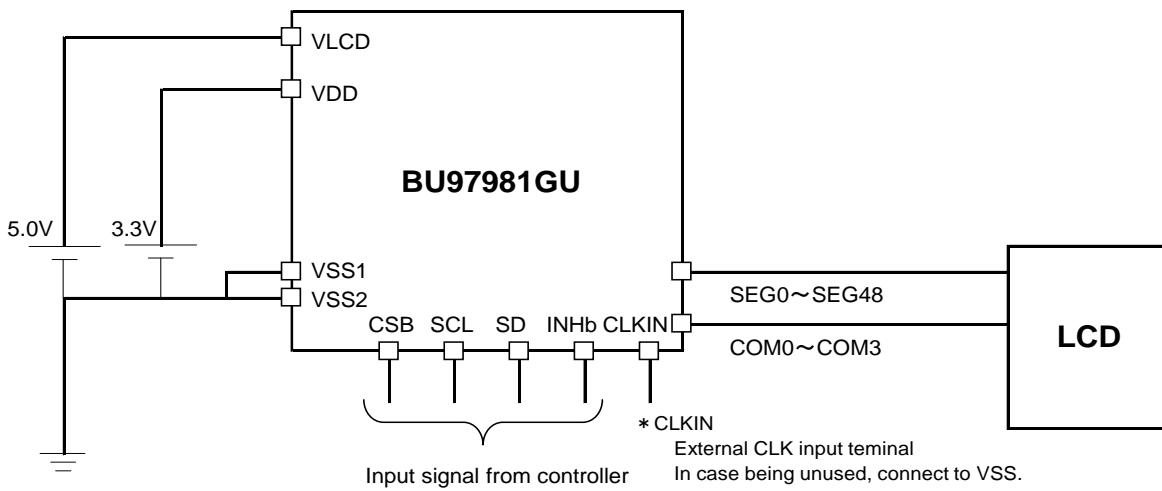 VLCD
VDD
BU97981GU
5.0V
3.3V
VSS1
VSS2
CSB SCL SD INHb CLKIN
SEG0～SEG48
COM0～COM3
LCD
＊CLKIN
External CLK input teminal
In case being unused, connect to VSS.
Input signal from controller